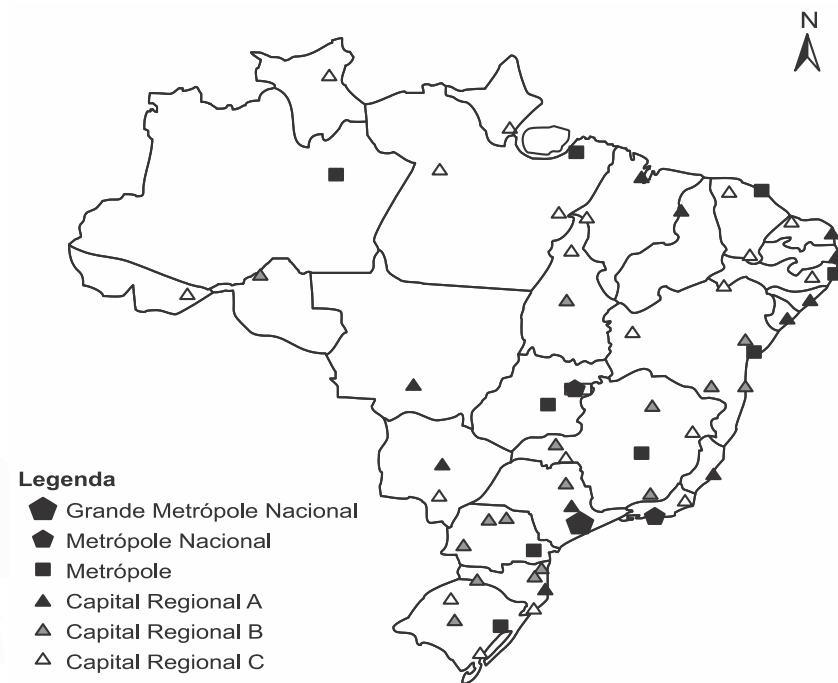 N
Legenda
Grande Metrópole Nacional
Metrópole Nacional
Metrópole
Capital Regional A
Capital Regional B
Capital Regional C